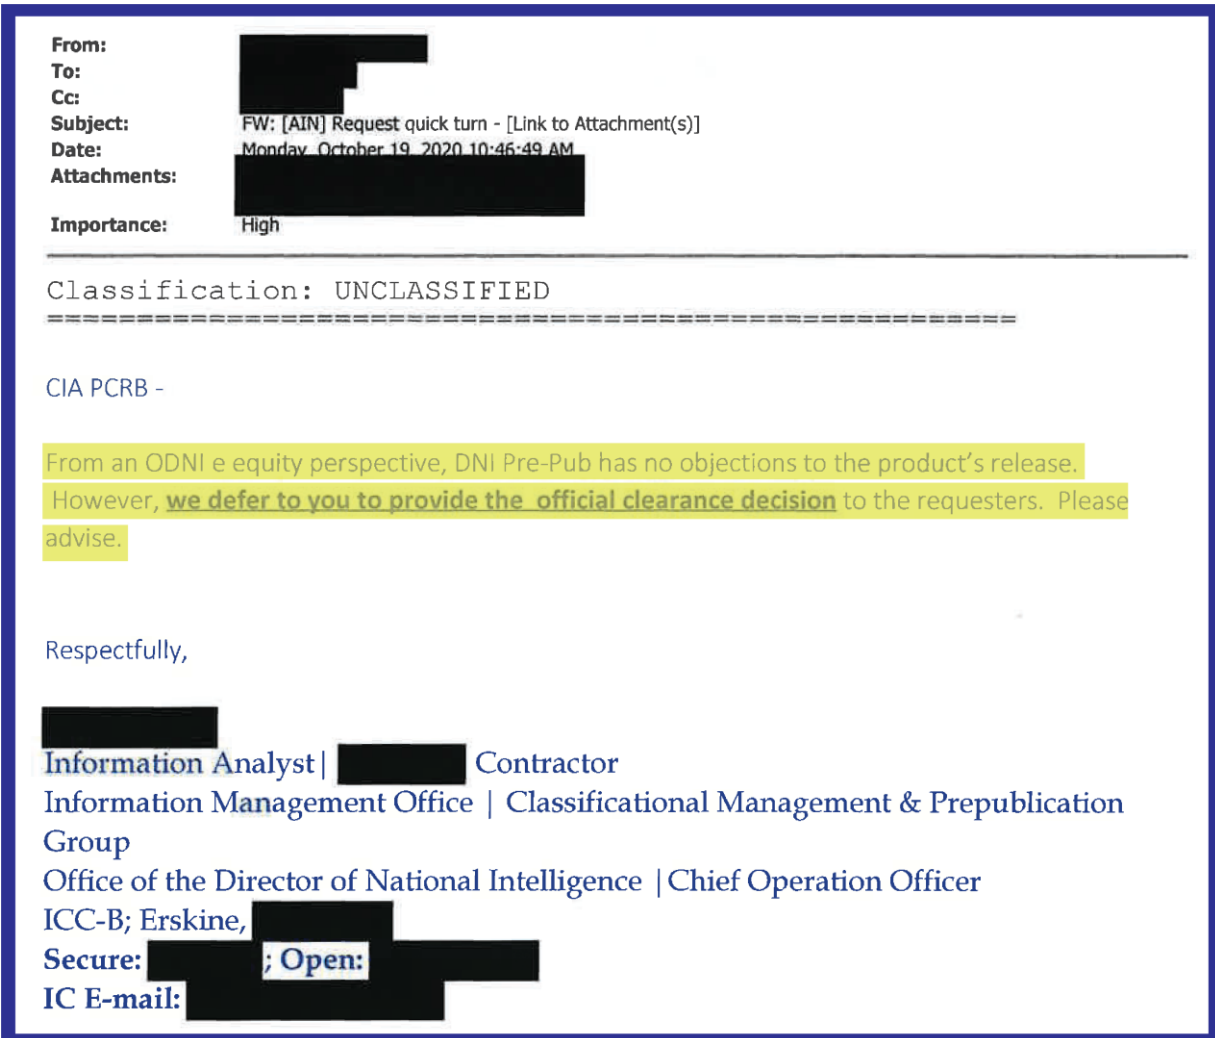 From:
To:
Cc:
Subject: FW: [AIN] Request quick turn - [Link to Attachment(s)]
Date: Monday, October 19, 2020 10:46:49 AM
Attachments:
Importance: High
Classification: UNCLASSIFIED
======================================================
CIA PCRB -
From an ODNI e equity perspective, DNI Pre-Pub has no objections to the product's release.
However, we defer to you to provide the official clearance decision to the requesters. Please
advise.
Respectfully,
Information Analyst| Contractor
Information Management Office | Classificational Management & Prepublication
Group
Office of the Director of National Intelligence |Chief Operation Officer
ICC-B; Erskine,
Secure: ; Open:
IC E-mail: